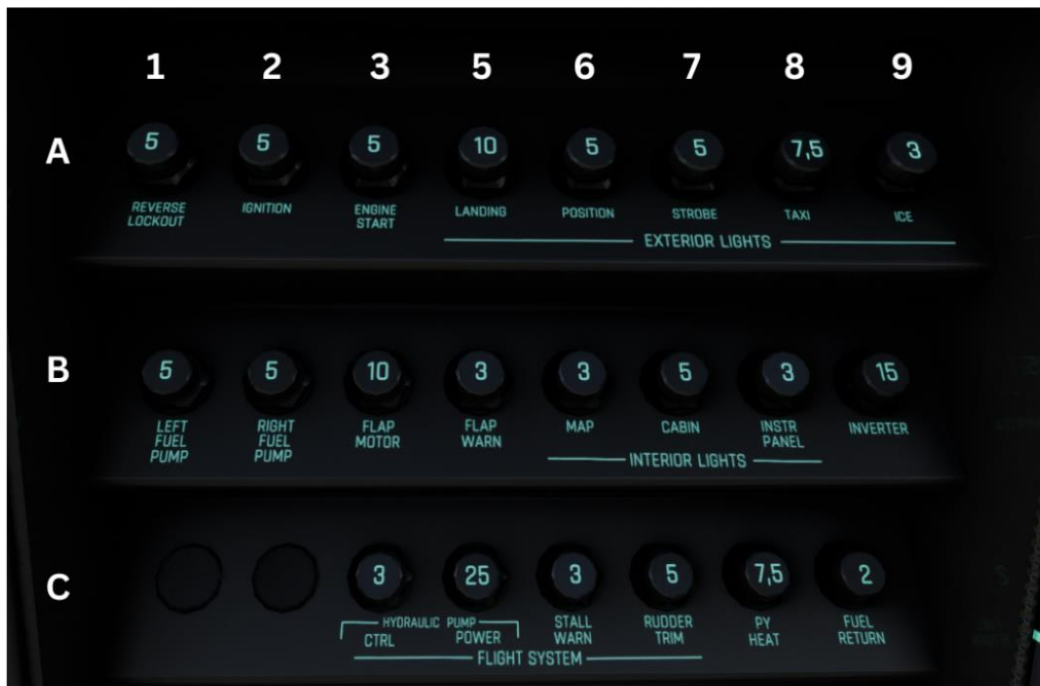 1 2 3 5 6 7 8 9
A
5 5 5 10 5 5 7,5 3
REVERSE LOCKOUT
IGNITION
ENGINE START
LANDING
POSITION
STROBE
TAXI
ICE
EXTERIOR LIGHTS
B
5 5 10 3 3 5 3 15
LEFT FUEL PUMP
RIGHT FUEL PUMP
FLAP MOTOR
FLAP WARN
MAP
CABIN
INSTR PANEL
INVERTER
INTERIOR LIGHTS
C
3 25 3 5 7,5 2
HYDRAULIC PUMP
CTRL
POWER
STALL WARN
RUDDER TRIM
PY HEAT
FUEL RETURN
FLIGHT SYSTEM